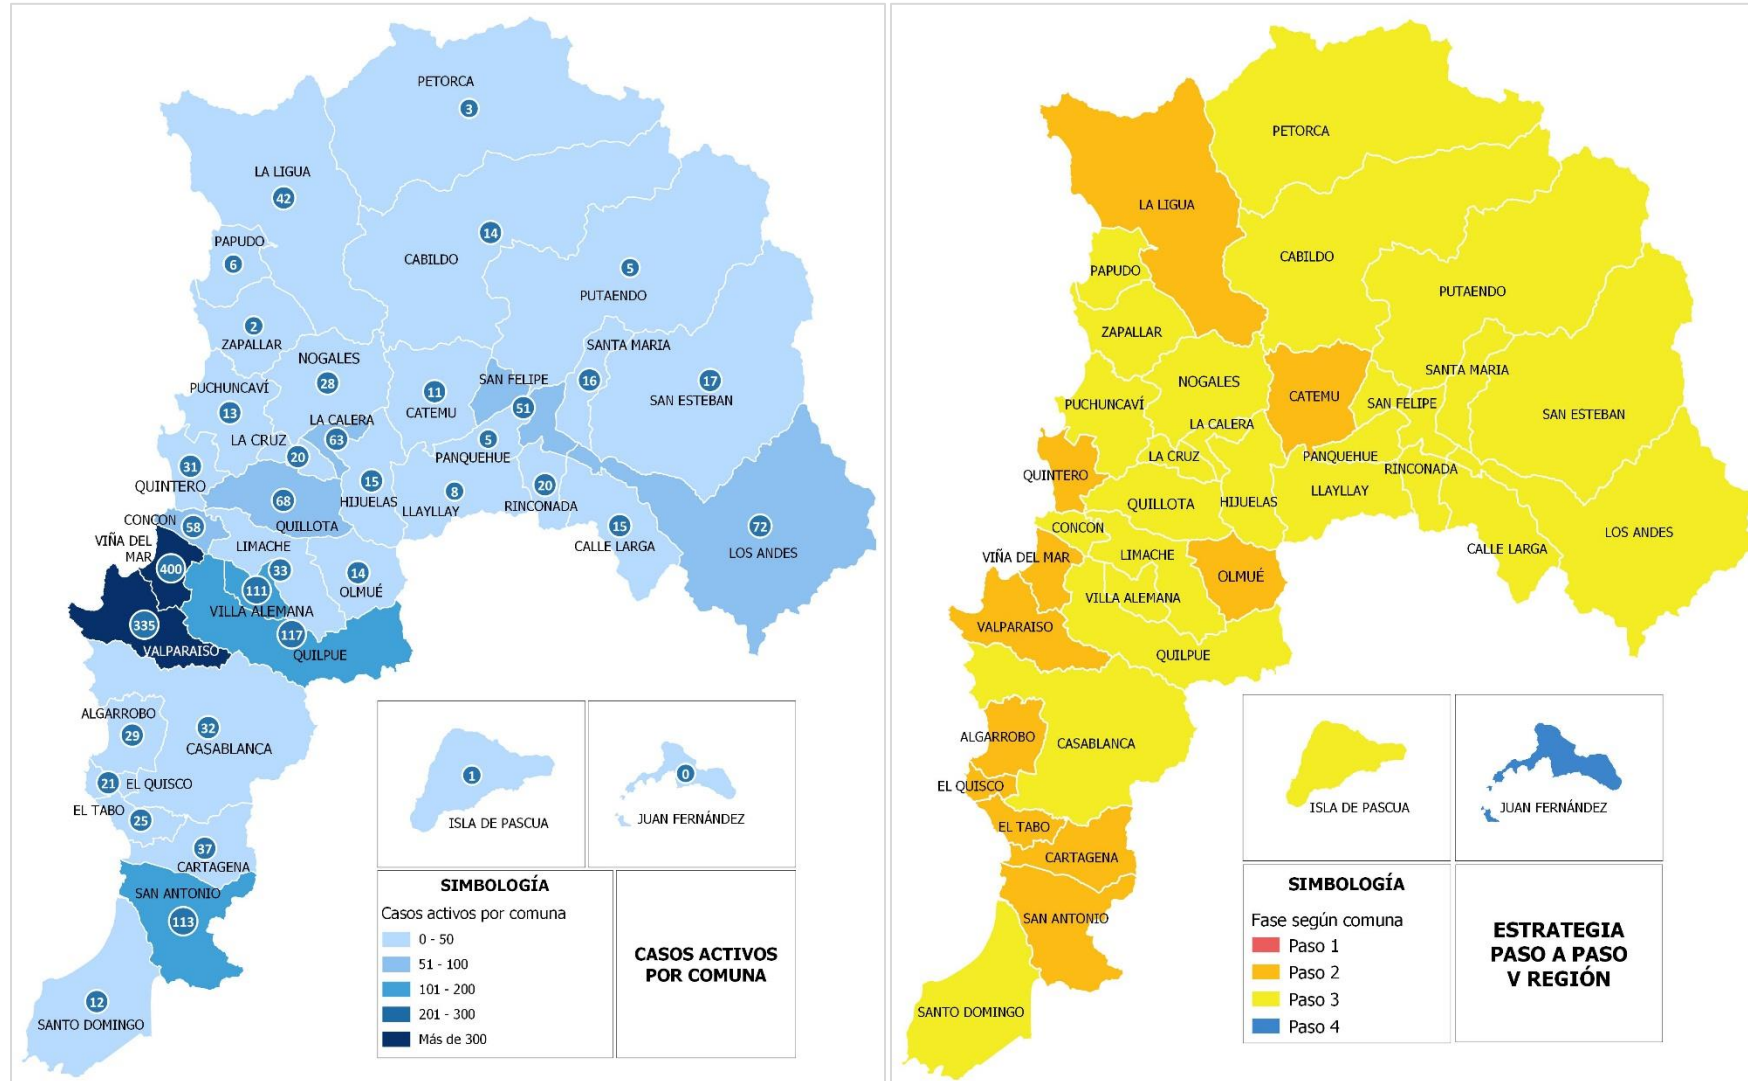 PETORCA
3
LA LIGUA
42
PAPUDO
6
14
CABILDO
5
PUTAENDO
2
ZAPALLAR
NOGALES
28
SANTA MARIA
16
17
SAN ESTEBAN
PUCHUNCAVÍ
13
11
CATEMU
SAN FELIPE
51
LA CALERA
63
LA CRUZ
20
5
PANQUEHUE
31
QUINTERO
15
HIJUELAS
8
LLAYLLAY
20
RINCONADA
68
QUILLOTA
CONCON
58
15
CALLE LARGA
72
LOS ANDES
VIÑA DEL
MAR
400
LIMACHE
33
14
OLMUÉ
111
VILLA ALEMANA
335
VALPARAISO
117
QUILPUE
ALGARROBO
29
32
CASABLANCA
21
EL QUISCO
EL TABO
25
37
CARTAGENA
SAN ANTONIO
113
12
SANTO DOMINGO
1
ISLA DE PASCUA
0
JUAN FERNÁNDEZ
SIMBOLOGÍA
Casos activos por comuna
0 - 50
51 - 100
101 - 200
201 - 300
Más de 300
CASOS ACTIVOS
POR COMUNA
PETORCA
LA LIGUA
PAPUDO
CABILDO
PUTAENDO
ZAPALLAR
NOGALES
SANTA MARIA
CATEMU
SAN FELIPE
PUCHUNCAVÍ
SAN ESTEBAN
LA CALERA
LA CRUZ
PANQUEHUE
RINCONADA
QUINTERO
QUILLOTA
HIJUELAS
LLAYLLAY
CONCON
LOS ANDES
VIÑA DEL MAR
LIMACHE
CALLE LARGA
OLMUÉ
VILLA ALEMANA
VALPARAISO
QUILPUE
ALGARROBO
CASABLANCA
EL QUISCO
EL TABO
CARTAGENA
SAN ANTONIO
SANTO DOMINGO
ISLA DE PASCUA
JUAN FERNÁNDEZ
SIMBOLOGÍA
Fase según comuna
Paso 1
Paso 2
Paso 3
Paso 4
ESTRATEGIA
PASO A PASO
V REGIÓN